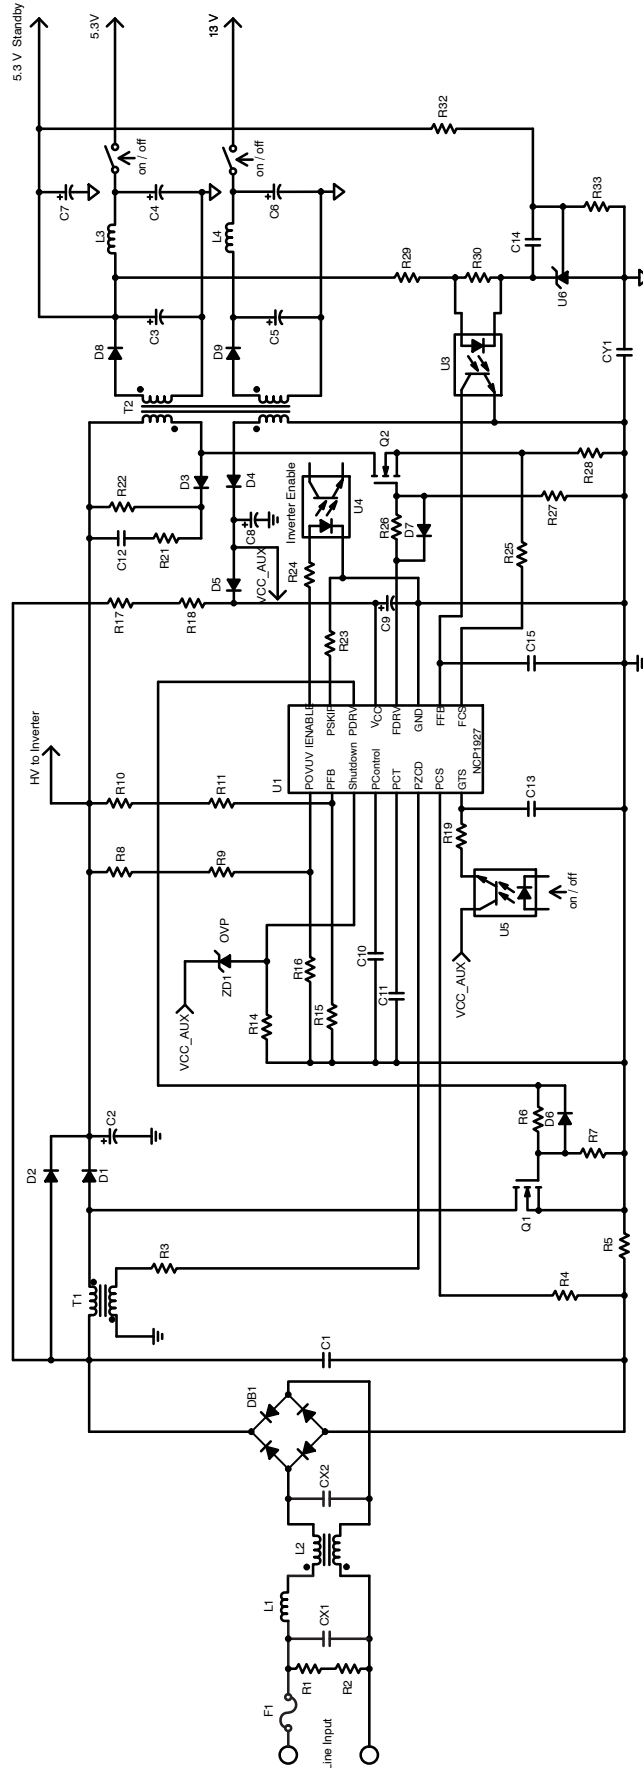 5.3 V Standby
5.3V
13 V
R32
C7
on / off
on / off
L3
C4
L4
C6
R33
C14
R29
R30
U6
C3
C5
D8
D9
U3
CY1
T2
Q2
R22
D3
D4
Inverter Enable
U4
R28
C12
R21
C8
R26
D7
R27
R17
R18
D5
VCC_AUX
R24
R25
R23
C9
C15
HV to Inverter
U1
POVUV
IENABLE
PFB
PSKIP
Shutdown
PDRV
PControl
VCC
PCT
FDRV
PZCD
GND
PCS
FFB
GTS
FCS
NCP1927
R10
R11
R19
C13
R8
R9
U5
on / off
VCC_AUX
OVP
ZD1
VCC_AUX
R14
R16
R15
C10
C11
D2
D1
C2
R6
D6
R7
Q1
R5
T1
R3
R4
C1
DB1
CX2
L2
L1
CX1
R1
R2
F1
Line Input